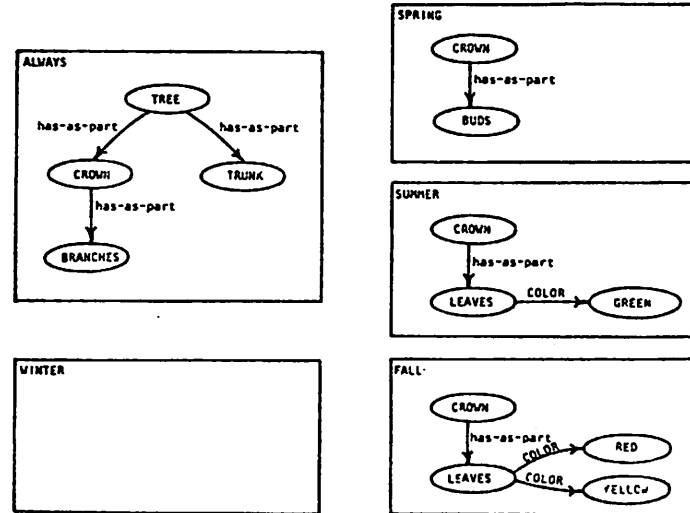 ALWAYS
TREE
has-as-part
has-as-part
CROWN
TRUNK
has-as-part
BRANCHES
SPRING
CROWN
has-as-part
BUDS
SUMMER
CROWN
has-as-part
LEAVES
COLOR
GREEN
WINTER
FALL
CROWN
has-as-part
COLOR
RED
LEAVES
COLOR
YELLOW